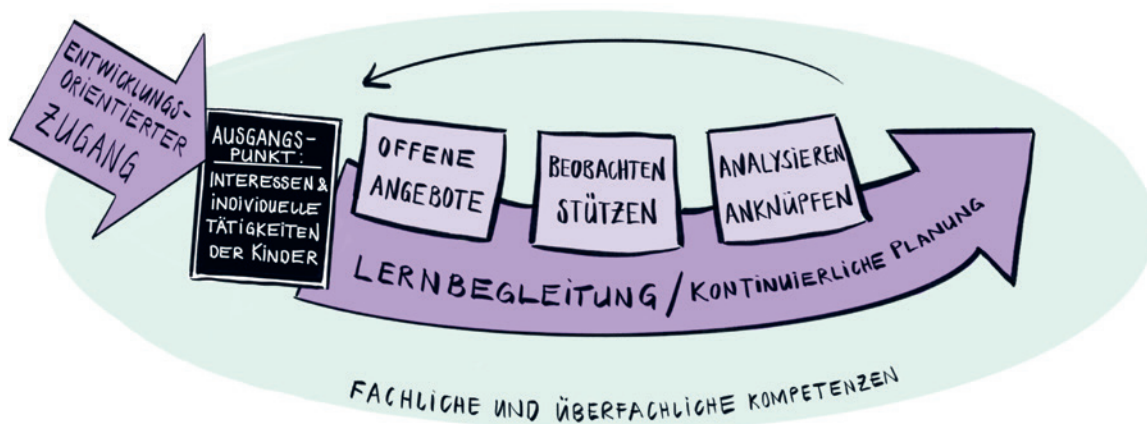 ENTWICKLUNGS-
ORIENTIERTER
ZUGANG
AUSGANGS-
PUNKT:
INTERESSEN &
INDIVIDUELLE
TÄTIGKEITEN
DER KINDER
OFFENE
ANGEBOTE
BEOBACHTEN
STÜTZEN
ANALYSIEREN
ANKNÜPFEN
LERNBEGLEITUNG / KONTINUIERLICHE PLANUNG
FACHLICHE UND ÜBERFACHLICHE KOMPETENZEN